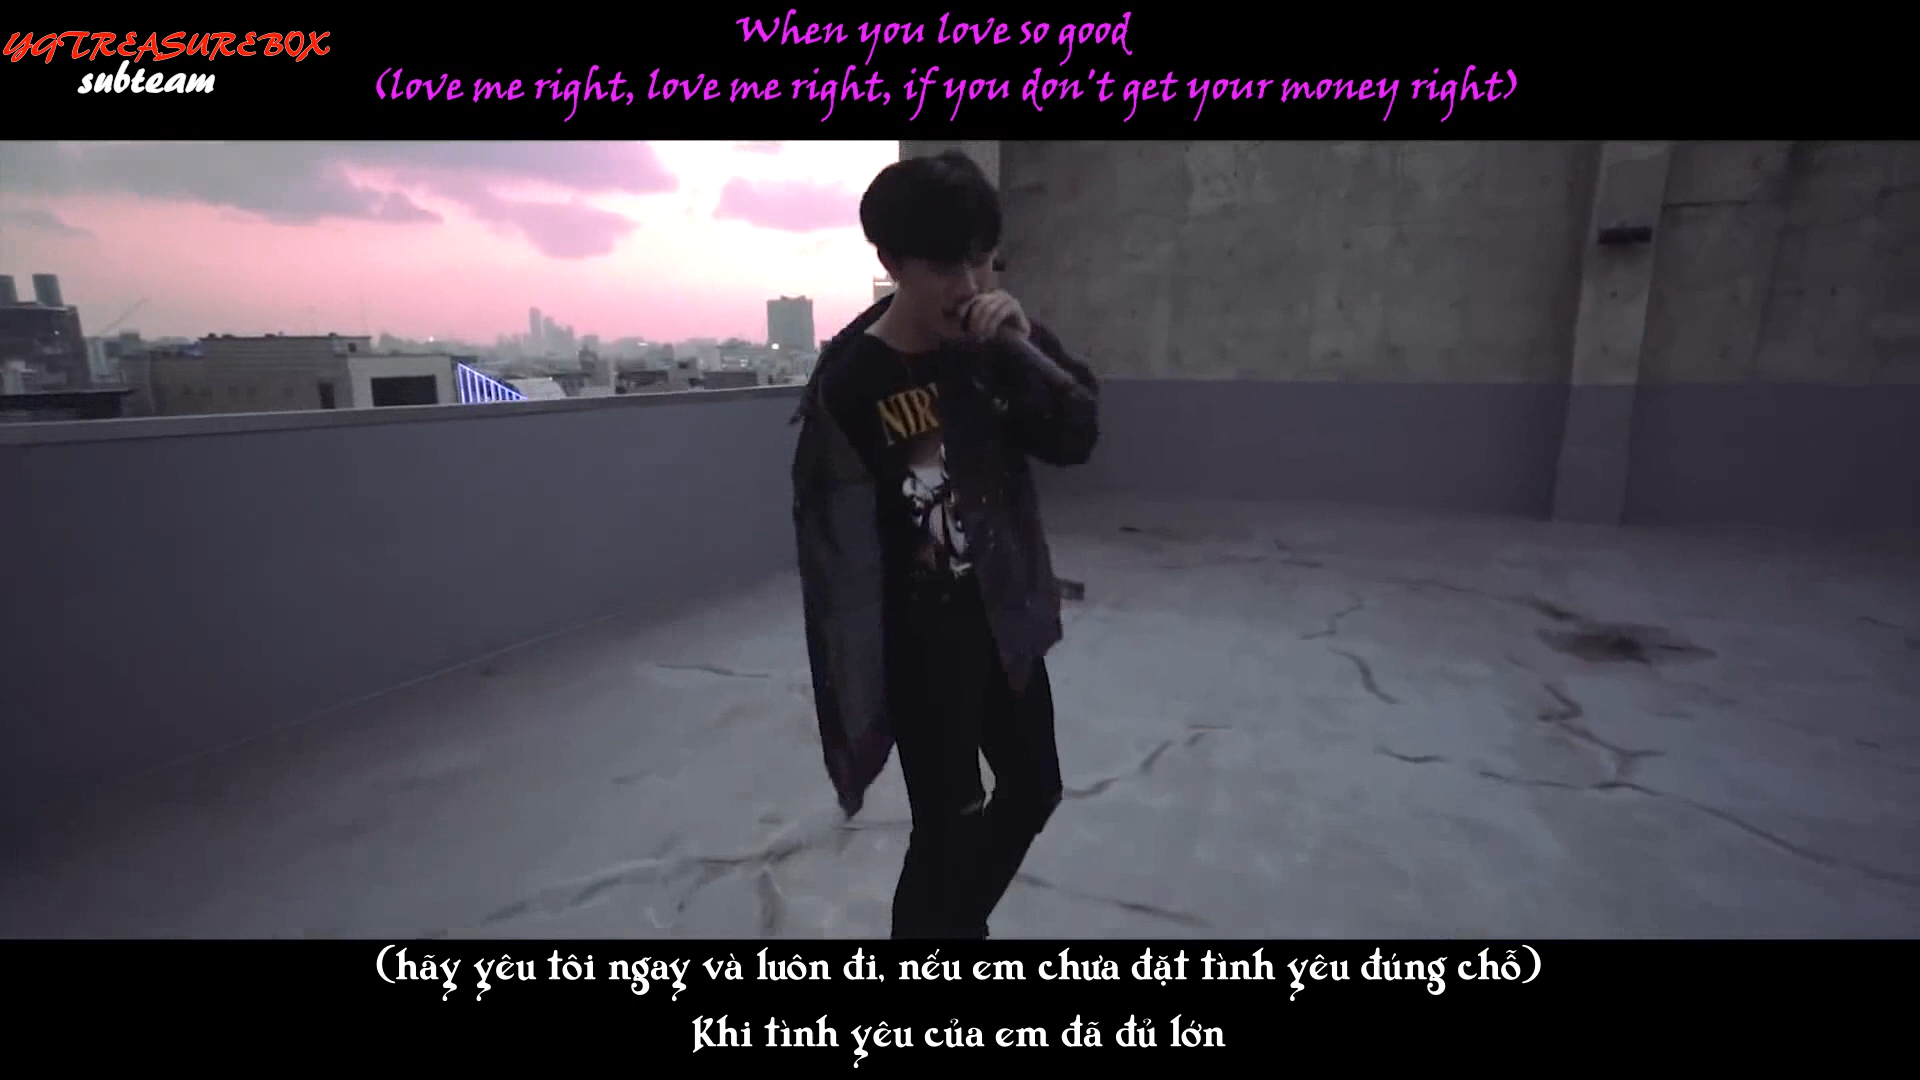 YGTREASUREBOX
subteam
When you love so good
(love me right, love me right, if you don't get your money right)
NIR
(hãy yêu tôi ngay và luôn đi, nếu em chưa đặt tình yêu đúng chỗ)
Khi tình yêu của em đã đủ lớn